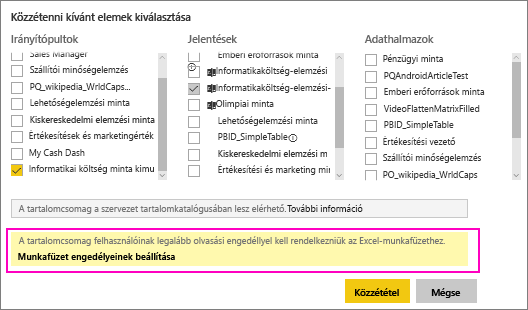 Közzétenni kívánt elemek kiválasztása
Irányítópultok
Sales Manager
Szállítói minőségelemzés
PQ_wikipedia_WrldCaps...
Lehetőségelemzési minta
Kiskereskedelmi elemzési minta
Értékesítések és marketingérték
My Cash Dash
Informatikai költség minta kimu
Jelentések
Emberi erőforrások minta
Informatikaköltség-elemzési
Informatikaköltség-elemzési-
Olimpiai minta
Lehetőségelemzési minta
PBID_SimpleTable
Kiskereskedelmi elemzési m
Értékesítési és marketing min
Adathalmazok
Pénzügyi minta
PQAndroidArticleTest
Emberi erőforrások minta
VideoFlattenMatrixFilled
PBID_SimpleTable
Értékesítési vezető
Szállítói minőségelemzés
PO_wikipedia_WrldCaps
A tartalomcsomag a szervezet tartalomkatalógusában lesz elérhető.További információ
A tartalomcsomag felhasználóinak legalább olvasási engedéllyel kell rendelkezniük az Excel-munkafüzethez.
Munkafüzet engedélyeinek beállítása
Közzététel
Mégse